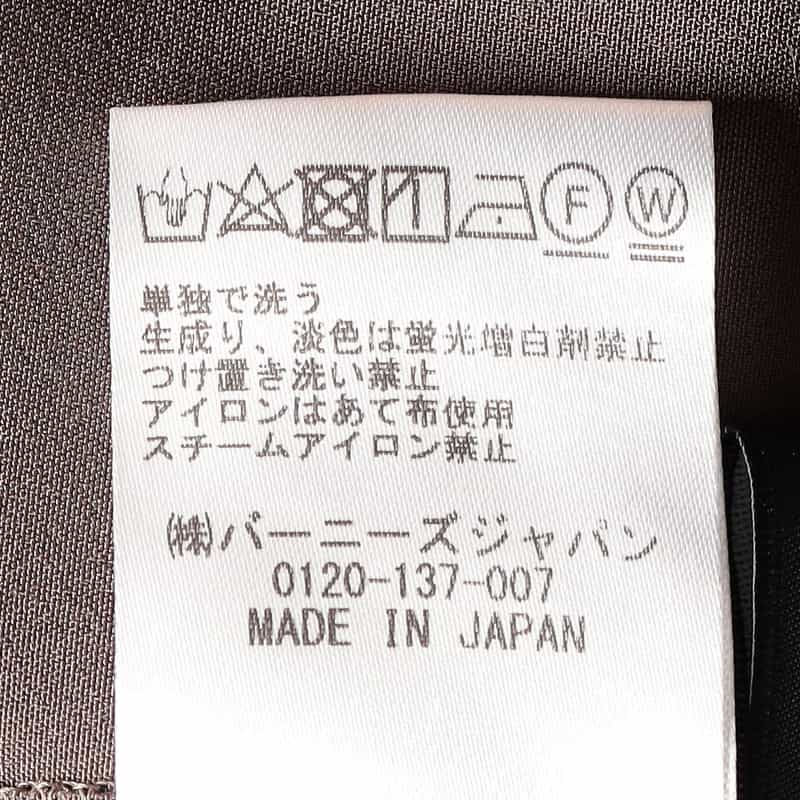 F W
単独で洗う
生成り、淡色は蛍光増白剤禁止
つけ置き洗い禁止
アイロンはあて布使用
スチームアイロン禁止
(株)バーニーズジャパン
0120-137-007
MADE IN JAPAN